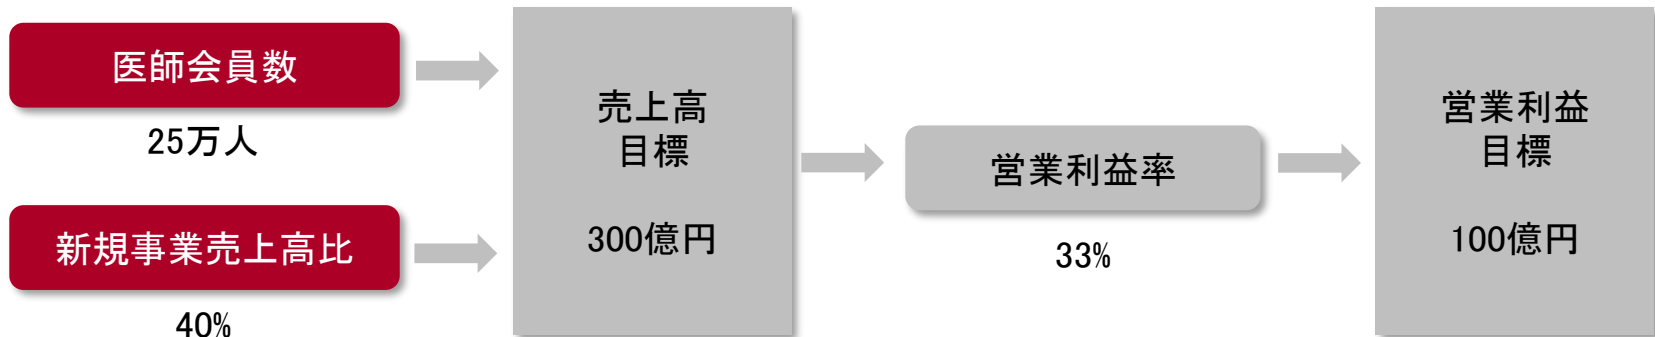 医師会員数
25万人
新規事業売上高比
40%
売上高
目標
300億円
営業利益率
33%
営業利益
目標
100億円